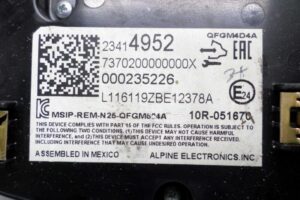 QFGM4D4A
23414952
7370200000000X
000235226
EAC
L116119ZBE12378A
E24
MSIP-REM-N26-QFGM504A 10R-051670
THIS DEVICE COMPLIES WITH PART 15 OF THE FCC RULES. OPERATION IS
SUBJECT TO THE FOLLOWING TWO CONDITIONS: (1) THIS DEVICE MAY NOT CAUSE
HARMFUL INTERFERENCE, AND (2) THIS DEVICE MUST ACCEPT ANY INTERFERENCE
RECEIVED, INCLUDING INTERFERENCE THAT MAY CAUSE UNDESIRED OPERATION.
ASSEMBLED IN MEXICO ALPINE ELECTRONICS, INC.